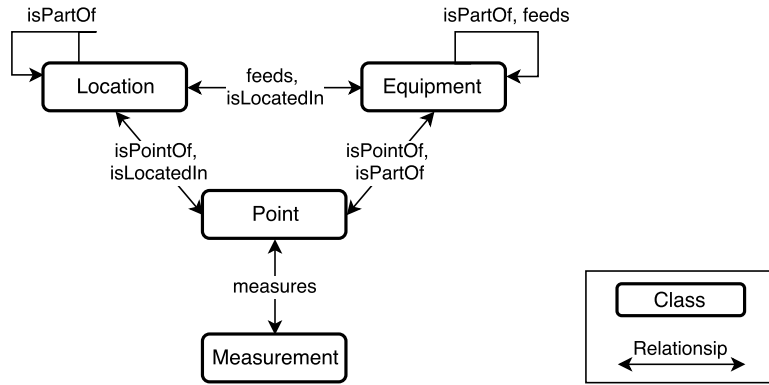 isPartOf
isPartOf, feeds
Location
feeds,
isLocatedIn
Equipment
isPointOf,
isLocatedIn
isPointOf,
isPartOf
Point
measures
Measurement
Class
Relationsip